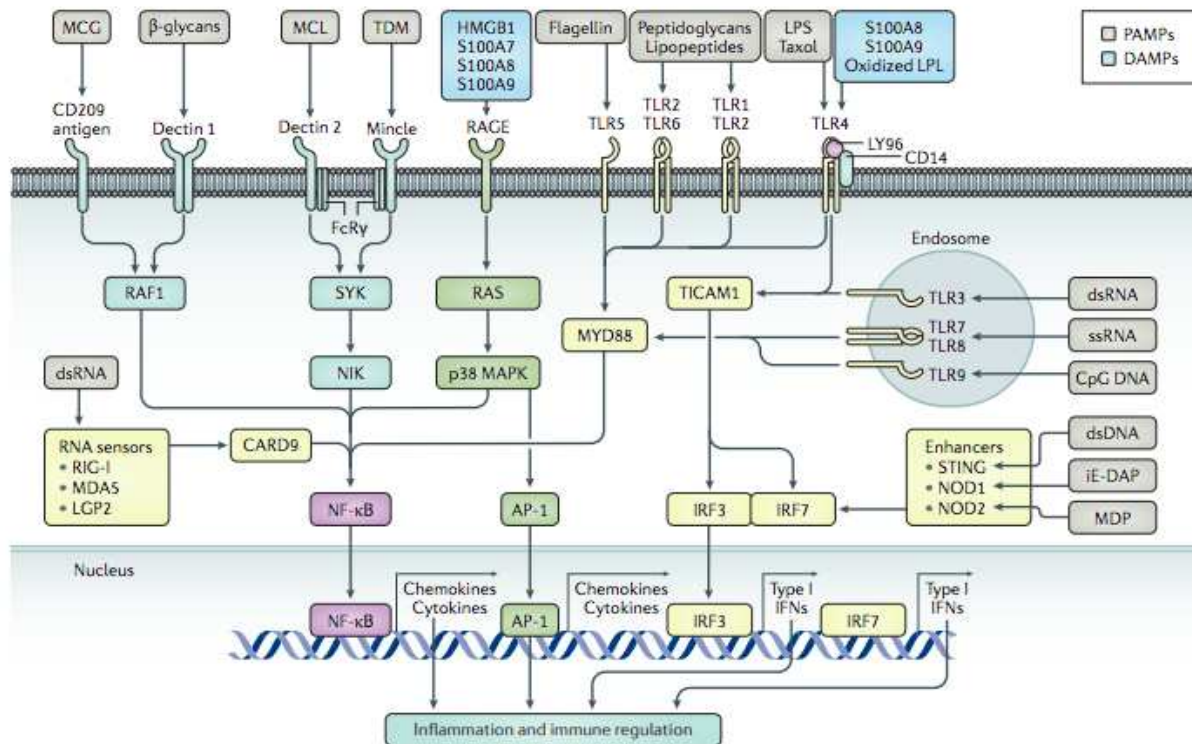 MCG
β-glycans
MCL
TDM
HMGB1
S100A7
S100A8
S100A9
Flagellin
Peptidoglycans
Lipopeptides
LPS
Taxol
S100A8
S100A9
Oxidized LPL
PAMPs
DAMPs
CD209
antigen
Dectin 1
Dectin 2
Mincle
RAGE
TLR5
TLR2
TLR6
TLR1
TLR2
TLR4
LY96
CD14
FcRγ
Endosome
RAF1
SYK
RAS
TICAM1
TLR3
dsRNA
MYD88
TLR7
TLR8
ssRNA
dsRNA
NIK
p38 MAPK
TLR9
CpG DNA
RNA sensors
• RIG-I
• MDA5
• LGP2
CARD9
Enhancers
• STING
• NOD1
• NOD2
dsDNA
iE-DAP
MDP
NF-κB
AP-1
IRF3
IRF7
Nucleus
Chemokines
Cytokines
Chemokines
Cytokines
Type I
IFNs
Type I
IFNs
NF-κB
AP-1
IRF3
IRF7
Inflammation and immune regulation